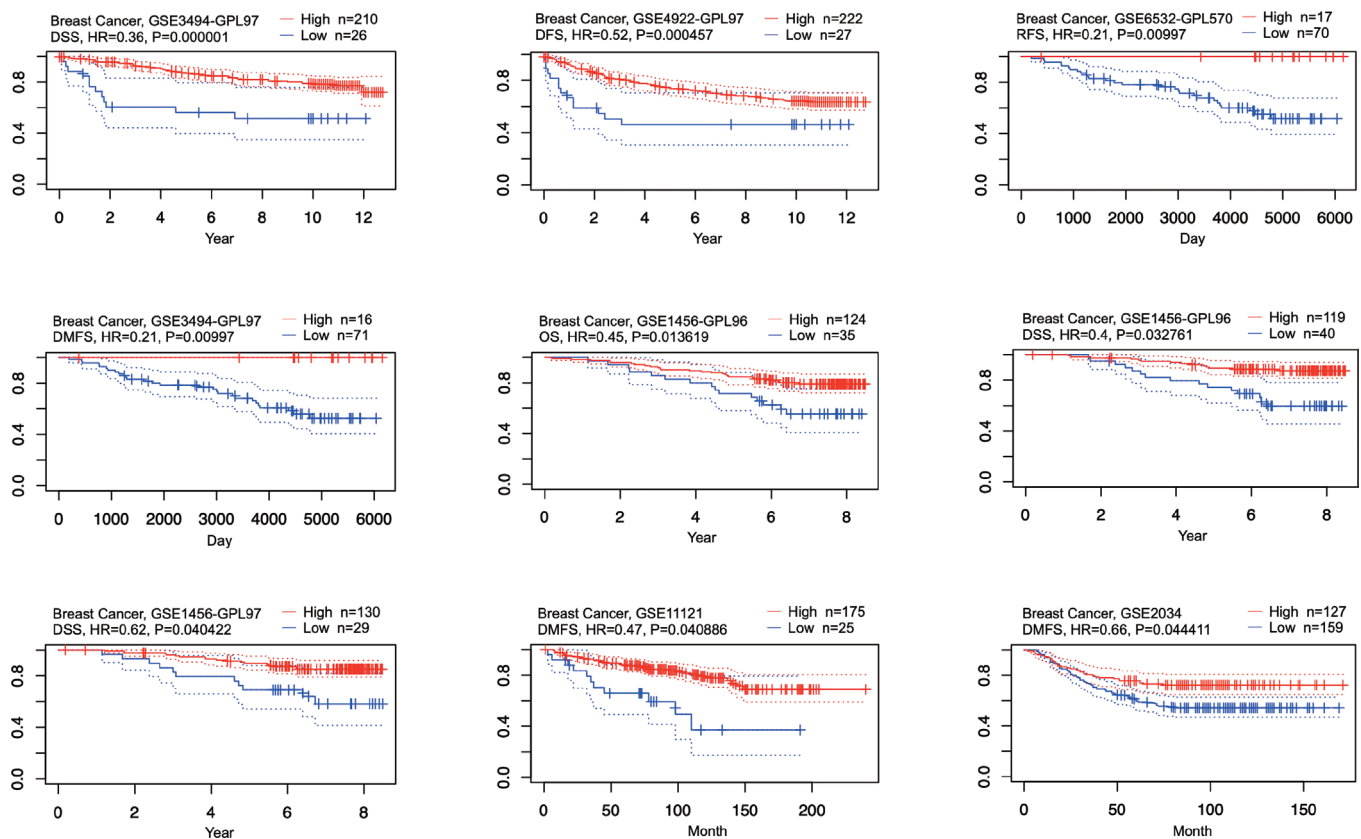 Breast Cancer, GSE3494-GPL97
DSS, HR=0.36, P=0.000001
High n=210
Low n=26
0.8
0.4
0.0
0 2 4 6 8 10 12
Year
Breast Cancer, GSE4922-GPL97
DFS, HR=0.52, P=0.000457
High n=222
Low n=27
0.8
0.4
0.0
0 2 4 6 8 10 12
Year
Breast Cancer, GSE6532-GPL570
RFS, HR=0.21, P=0.00997
High n=17
Low n=70
0.8
0.4
0.0
0 1000 2000 3000 4000 5000 6000
Day
Breast Cancer, GSE3494-GPL97
DMFS, HR=0.21, P=0.00997
High n=16
Low n=71
0.8
0.4
0.0
0 1000 2000 3000 4000 5000 6000
Day
Breast Cancer, GSE1456-GPL96
OS, HR=0.45, P=0.013619
High n=124
Low n=35
0.8
0.4
0.0
0 2 4 6 8
Year
Breast Cancer, GSE1456-GPL96
DSS, HR=0.4, P=0.032761
High n=119
Low n=40
0.8
0.4
0.0
0 2 4 6 8
Year
Breast Cancer, GSE1456-GPL97
DSS, HR=0.62, P=0.040422
High n=130
Low n=29
0.8
0.4
0.0
0 2 4 6 8
Year
Breast Cancer, GSE11121
DMFS, HR=0.47, P=0.040886
High n=175
Low n=25
0.8
0.4
0.0
0 50 100 150 200
Month
Breast Cancer, GSE2034
DMFS, HR=0.66, P=0.044411
High n=127
Low n=159
0.8
0.4
0.0
0 50 100 150
Month